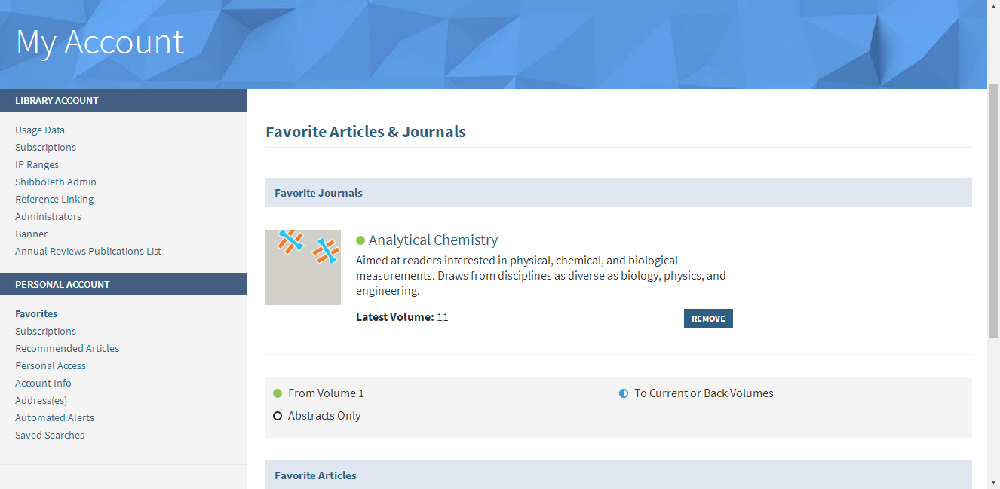 My Account
LIBRARY ACCOUNT
Usage Data
Subscriptions
IP Ranges
Shibboleth Admin
Reference Linking
Administrators
Banner
Annual Reviews Publications List
PERSONAL ACCOUNT
Favorites
Subscriptions
Recommended Articles
Personal Access
Account Info
Address(es)
Automated Alerts
Saved Searches
Favorite Articles & Journals
Favorite Journals
Analytical Chemistry
Aimed at readers interested in physical, chemical, and biological
measurements. Draws from disciplines as diverse as biology, physics, and
engineering.
Latest Volume: 11
REMOVE
From Volume 1
To Current or Back Volumes
Abstracts Only
Favorite Articles